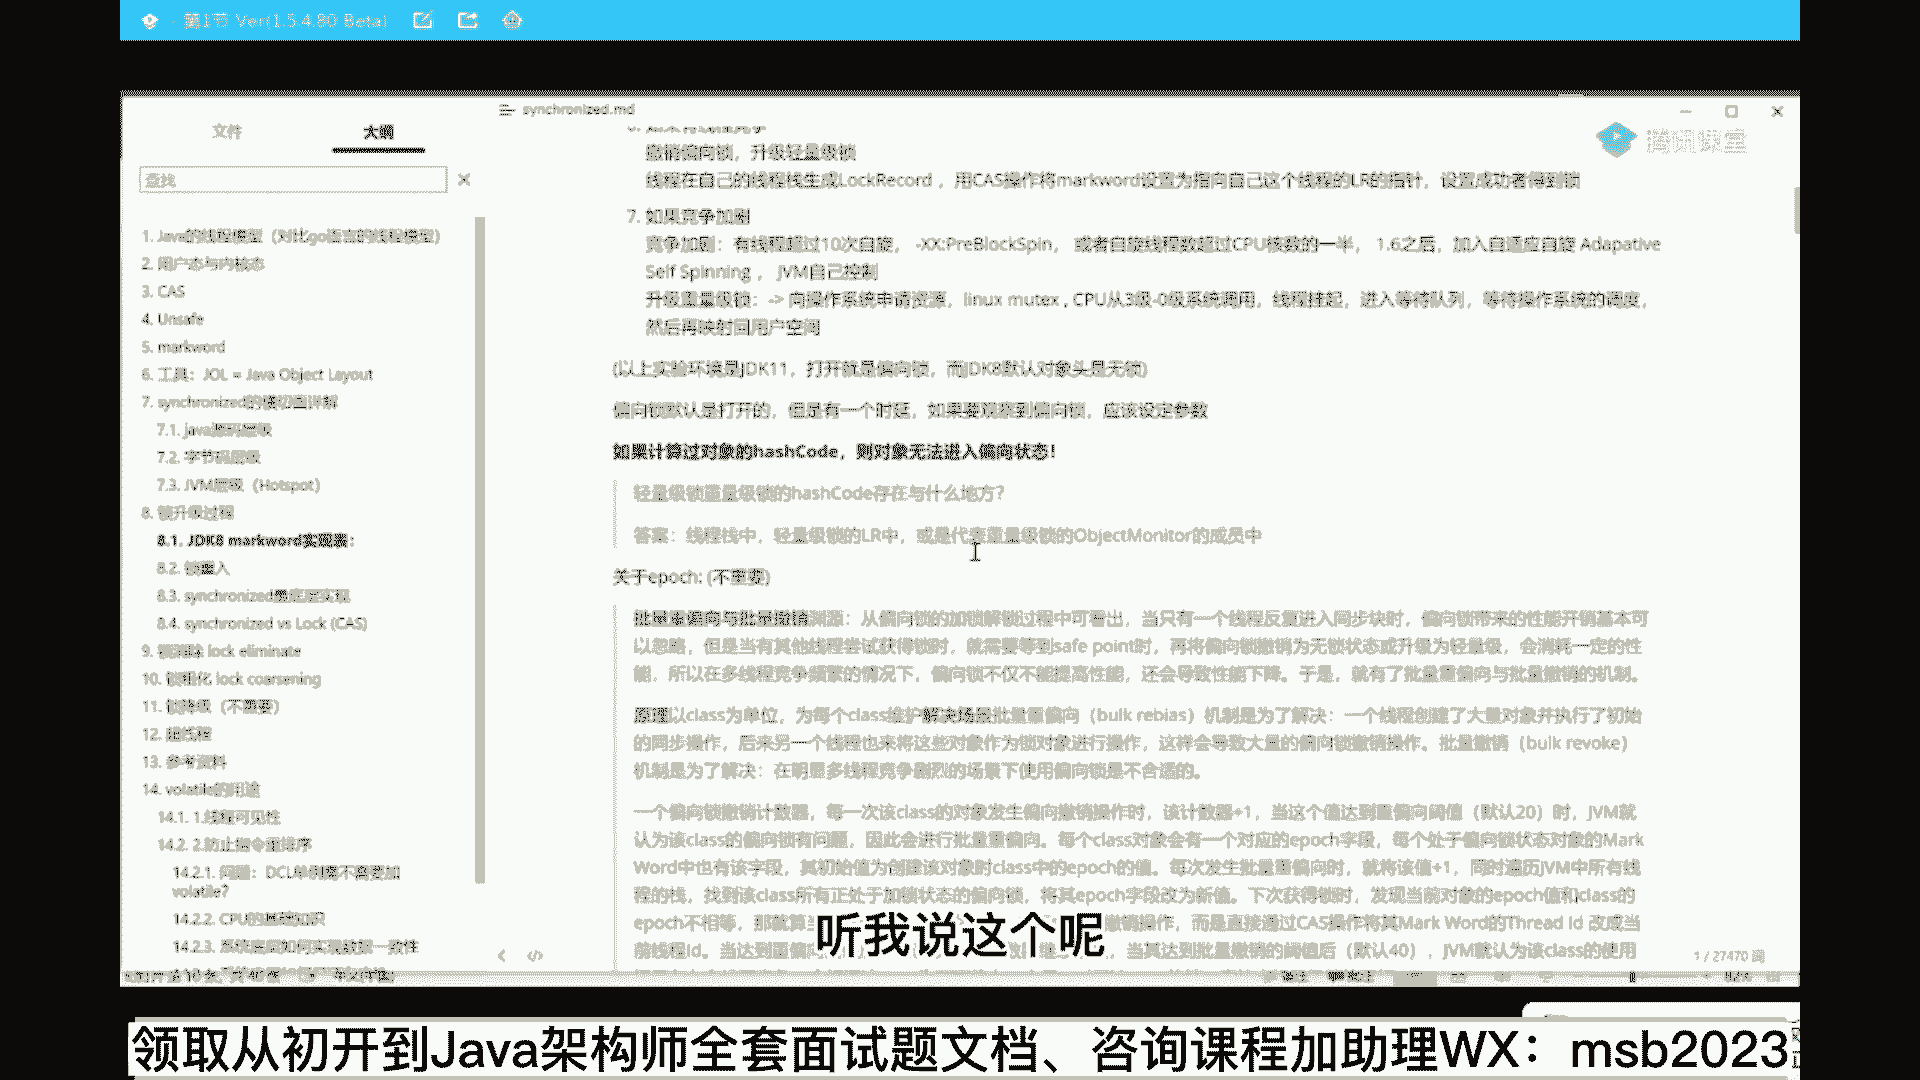 第1节 Ver(1.5.4.80 Beta)
synchronized.md
腾讯课堂
文件
大纲
查找
1. Java的线程模型（对比go语言的线程模型）
2. 用户态与内核态
3. CAS
4. Unsafe
5. markword
6. 工具：JOL = Java Object Layout
7. synchronized的横切面详解
7.1. java源码层级
7.2. 字节码层级
7.3. JVM层级（Hotspot）
8. 锁升级过程
8.1. JDK8 markword实现表：
8.2. 锁重入
8.3. synchronized最底层实现
8.4. synchronized vs Lock (CAS)
9. 锁消除 lock eliminate
10. 锁粗化 lock coarsening
11. 锁降级（不重要）
12. 超线程
13. 参考资料
14. volatile的用途
14.1. 1.线程可见性
14.2. 2.防止指令重排序
14.2.1. 问题：DCL单例需不需要加
volatile?
14.2.2. CPU的基础知识
14.2.3. 系统底层如何实现数据一致性
撤销偏向锁，升级轻量级锁
线程在自己的线程栈生成LockRecord ，用CAS操作将markword设置为指向自己这个线程的LR的指针，设置成功者得到锁
7. 如果竞争加剧
竞争加剧：有线程超过10次自旋， -XX:PreBlockSpin， 或者自旋线程数超过CPU核数的一半， 1.6之后，加入自适应自旋 Adapative
Self Spinning ， JVM自己控制
升级重量级锁：-> 向操作系统申请资源，linux mutex , CPU从3级-0级系统调用，线程挂起，进入等待队列，等待操作系统的调度，
然后再映射回用户空间
(以上实验环境是JDK11，打开就是偏向锁，而JDK8默认对象头是无锁)
偏向锁默认是打开的，但是有一个时延，如果要观察到偏向锁，应该设定参数
如果计算过对象的hashCode，则对象无法进入偏向状态！
轻量级锁重量级锁的hashCode存在与什么地方？
答案：线程栈中，轻量级锁的LR中，或是代表重量级锁的ObjectMonitor的成员中
关于epoch: (不重要)
批量重偏向与批量撤销渊源：从偏向锁的加锁解锁过程中可看出，当只有一个线程反复进入同步块时，偏向锁带来的性能开销基本可
以忽略，但是当有其他线程尝试获得锁时，就需要等到safe point时，再将偏向锁撤销为无锁状态或升级为轻量级，会消耗一定的性
能，所以在多线程竞争频繁的情况下，偏向锁不仅不能提高性能，还会导致性能下降。于是，就有了批量重偏向与批量撤销的机制。
原理以class为单位，为每个class维护解决场景批量重偏向（bulk rebias）机制是为了解决：一个线程创建了大量对象并执行了初始
的同步操作，后来另一个线程也来将这些对象作为锁对象进行操作，这样会导致大量的偏向锁撤销操作。批量撤销（bulk revoke）
机制是为了解决：在明显多线程竞争剧烈的场景下使用偏向锁是不合适的。
一个偏向锁撤销计数器，每一次该class的对象发生偏向撤销操作时，该计数器+1，当这个值达到重偏向阈值（默认20）时，JVM就
认为该class的偏向锁有问题，因此会进行批量重偏向。每个class对象会有一个对应的epoch字段，每个处于偏向锁状态对象的Mark
Word中也有该字段，其初始值为创建该对象时class中的epoch的值。每次发生批量重偏向时，就将该值+1，同时遍历JVM中所有线
程的栈，找到该class所有正处于加锁状态的偏向锁，将其epoch字段改为新值。下次获得锁时，发现当前对象的epoch值和class的
epoch不相等，那就算当 撤销操作，而是直接通过CAS操作将其Mark Word的Thread Id 改成当
前线程Id。当达到重偏 当其达到批量撤销的阈值后（默认40），JVM就认为该class的使用
听我说这个呢
1 / 27470 词
领取从初开到Java架构师全套面试题文档、咨询课程加助理WX：msb2023